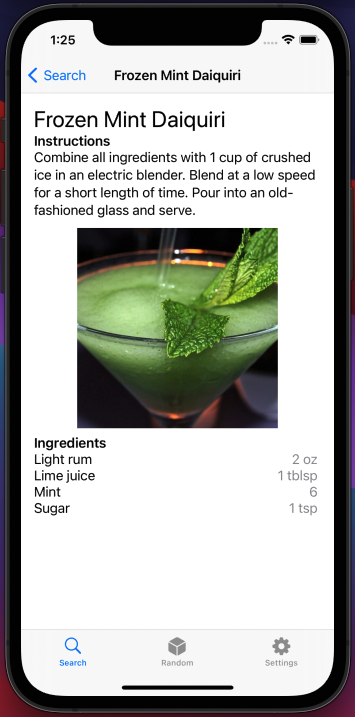 1:25
Search Frozen Mint Daiquiri
Frozen Mint Daiquiri
Instructions
Combine all ingredients with 1 cup of crushed
ice in an electric blender. Blend at a low speed
for a short length of time. Pour into an old-
fashioned glass and serve.
Ingredients
Light rum 2 oz
Lime juice 1 tblsp
Mint 6
Sugar 1 tsp
Search Random Settings